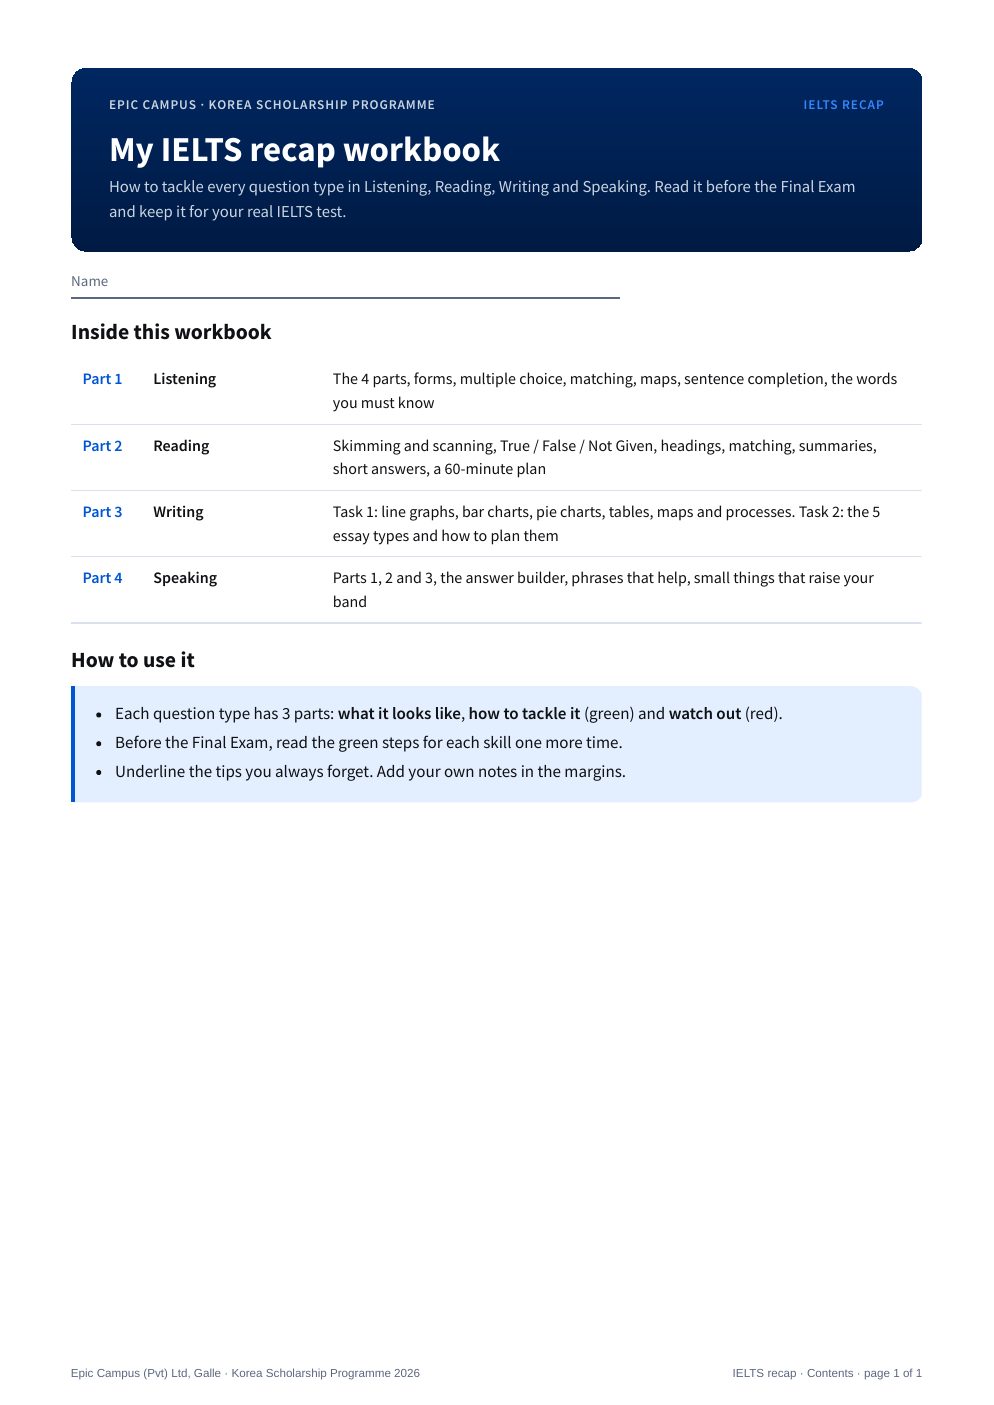 EPIC CAMPUS · KOREA SCHOLARSHIP PROGRAMME
IELTS RECAP
My IELTS recap workbook
How to tackle every question type in Listening, Reading, Writing and Speaking. Read it before the Final Exam
and keep it for your real IELTS test.
Name
Inside this workbook
Part 1 Listening The 4 parts, forms, multiple choice, matching, maps, sentence completion, the words
you must know
Part 2 Reading Skimming and scanning, True / False / Not Given, headings, matching, summaries,
short answers, a 60-minute plan
Part 3 Writing Task 1: line graphs, bar charts, pie charts, tables, maps and processes. Task 2: the 5
essay types and how to plan them
Part 4 Speaking Parts 1, 2 and 3, the answer builder, phrases that help, small things that raise your
band
How to use it
• Each question type has 3 parts: what it looks like, how to tackle it (green) and watch out (red).
• Before the Final Exam, read the green steps for each skill one more time.
• Underline the tips you always forget. Add your own notes in the margins.
Epic Campus (Pvt) Ltd, Galle · Korea Scholarship Programme 2026
IELTS recap · Contents · page 1 of 1